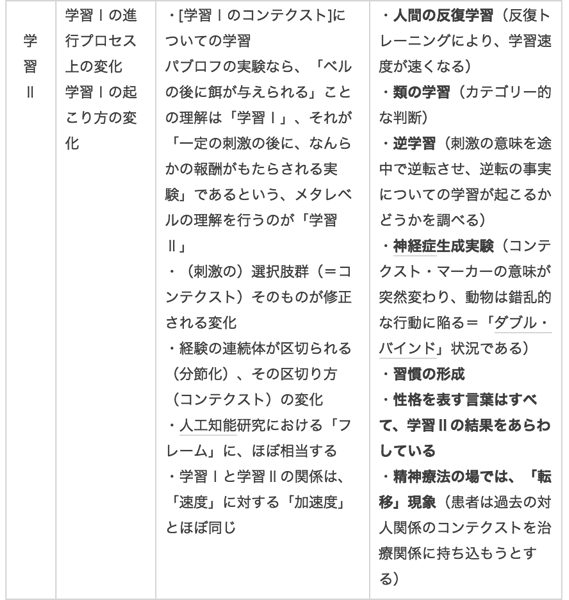 学
習
Ⅱ
学習Ⅰの進
行プロセス
上の変化
学習Ⅰの起
こり方の変
化
・[学習Ⅰのコンテクスト]に
ついての学習
パブロフの実験なら、「ベル
の後に餌が与えられる」こと
の理解は「学習Ⅰ」、それが
「一定の刺激の後に、なんら
かの報酬がもたらされる実
験」であるという、メタレベ
ルの理解を行うのが「学習
Ⅱ」
・（刺激の）選択肢群（＝コ
ンテクスト）そのものが修正
される変化
・経験の連続体が区切られる
（分節化）、その区切り方
（コンテクスト）の変化
・人工知能研究における「フ
レーム」に、ほぼ相当する
・学習Ⅰと学習Ⅱの関係は、
「速度」に対する「加速度」
とほぼ同じ
・人間の反復学習（反復ト
レーニングにより、学習速
度が速くなる）
・類の学習（カテゴリー的
な判断）
・逆学習（刺激の意味を途
中で逆転させ、逆転の事実
についての学習が起こるか
どうかを調べる）
・神経症生成実験（コンテ
クスト・マーカーの意味が
突然変わり、動物は錯乱的
な行動に陥る＝「ダブル・
バインド」状況である）
・習慣の形成
・性格を表す言葉はすべ
て、学習Ⅱの結果をあらわ
している
・精神療法の場では、「転
移」現象（患者は過去の対
人関係のコンテクストを治
療関係に持ち込もうとす
る）